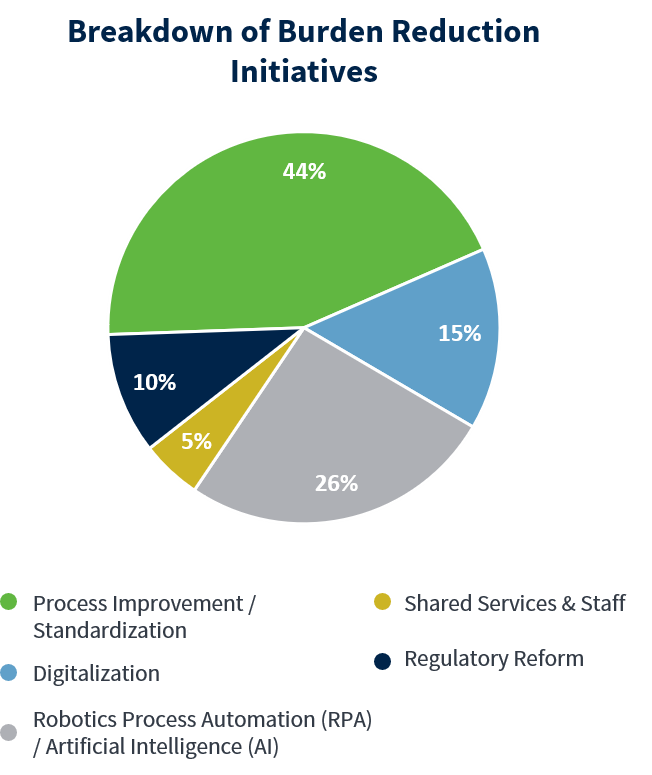 Breakdown of Burden Reduction
Initiatives
44%
15%
10%
5%
26%
Process Improvement /
Standardization
Digitalization
Robotics Process Automation (RPA)
/ Artificial Intelligence (AI)
Shared Services & Staff
Regulatory Reform